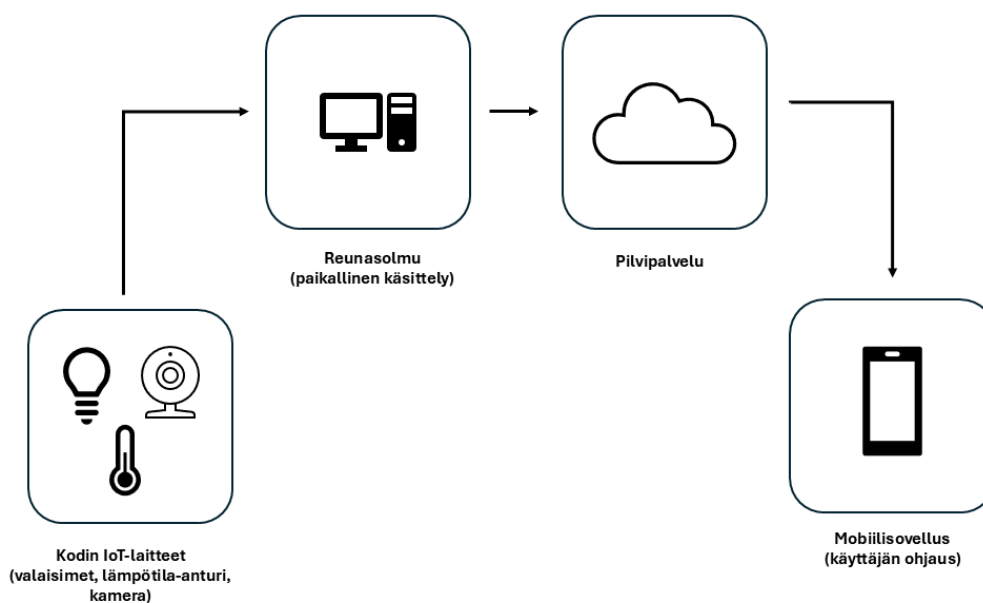 Reunasolmu
(paikallinen käsittely)
Pilvipalvelu
Kodin IoT-laitteet
(valaisimet, lämpötila-anturi,
kamera)
Mobiilisovellus
(käyttäjän ohjaus)